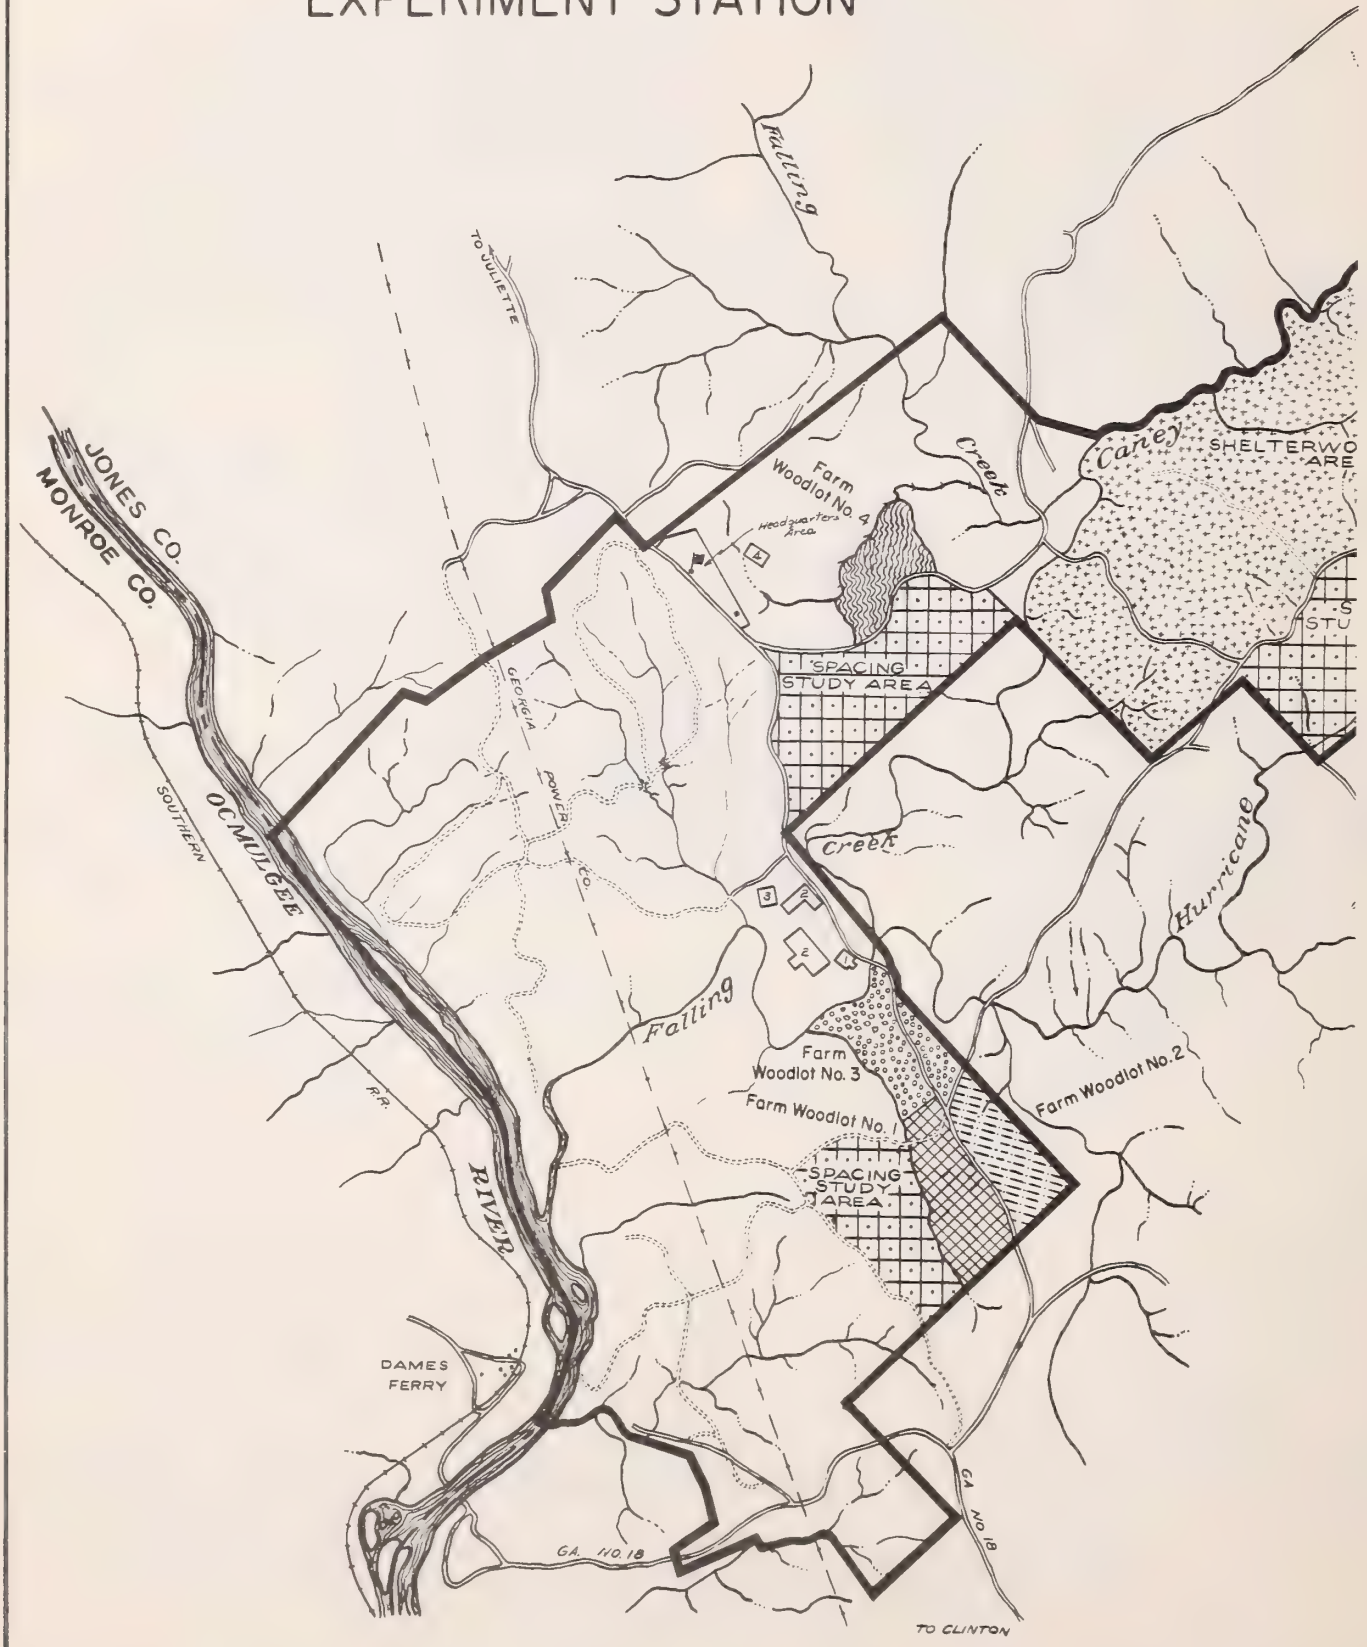 EXPERIMENT STATION
Falling
TO JULIETTE
JONES CO.
MONROE CO.
Creek
Caney
SHELTERWO
ARE
Farm
Woodlot No. 4
Headquarters
Area
4
S
STU
SPACING
STUDY AREA
GEORGIA
POWER
CO.
SOUTHERN
R.R.
OCMULGEE
RIVER
Creek
Hurricane
3
2
2
1
Falling
Farm
Woodlot No. 3
Farm Woodlot No. 1
Farm Woodlot No. 2
SPACING
STUDY
AREA
DAMES
FERRY
GA. NO. 18
GA NO 18
TO CLINTON